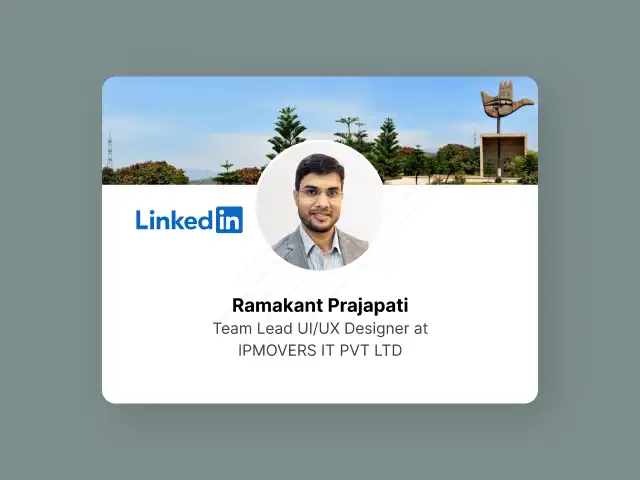 LinkedIn
Ramakant Prajapati
Team Lead UI/UX Designer at
IPMOVERS IT PVT LTD